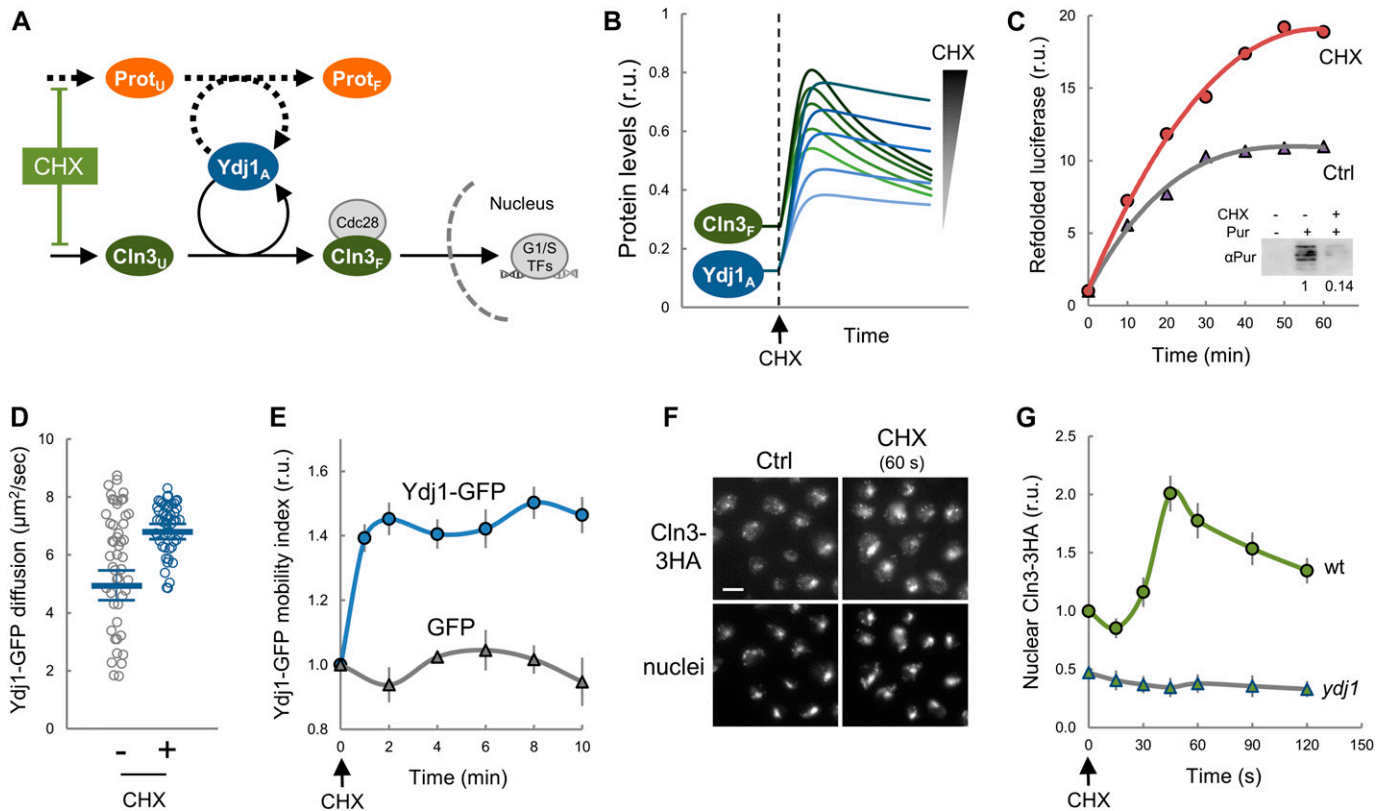 A
Prot_U
Prot_F
CHX
Ydj1_A
Cdc28
Nucleus
Cln3_U
Cln3_F
G1/S
TFs
B
Protein levels (r.u.)
1
0.8
0.6
0.4
0.2
0
CHX
Cln3_F
Ydj1_A
Time
CHX
C
Refdolded luciferase (r.u.)
20
15
10
5
0
CHX
Ctrl
CHX - - +
Pur - + +
αPur
1 0.14
0 10 20 30 40 50 60
Time (min)
D
Ydj1-GFP diffusion (µm²/sec)
10
8
6
4
2
0
- +
CHX
E
Ydj1-GFP mobility index (r.u.)
1.6
1.4
1.2
1.0
0.8
Ydj1-GFP
GFP
0 2 4 6 8 10
Time (min)
CHX
F
CHX
Ctrl (60 s)
Cln3-
3HA
nuclei
G
Nuclear Cln3-3HA (r.u.)
2.5
2.0
1.5
1.0
0.5
0.0
wt
ydj1
0 30 60 90 120 150
Time (s)
CHX